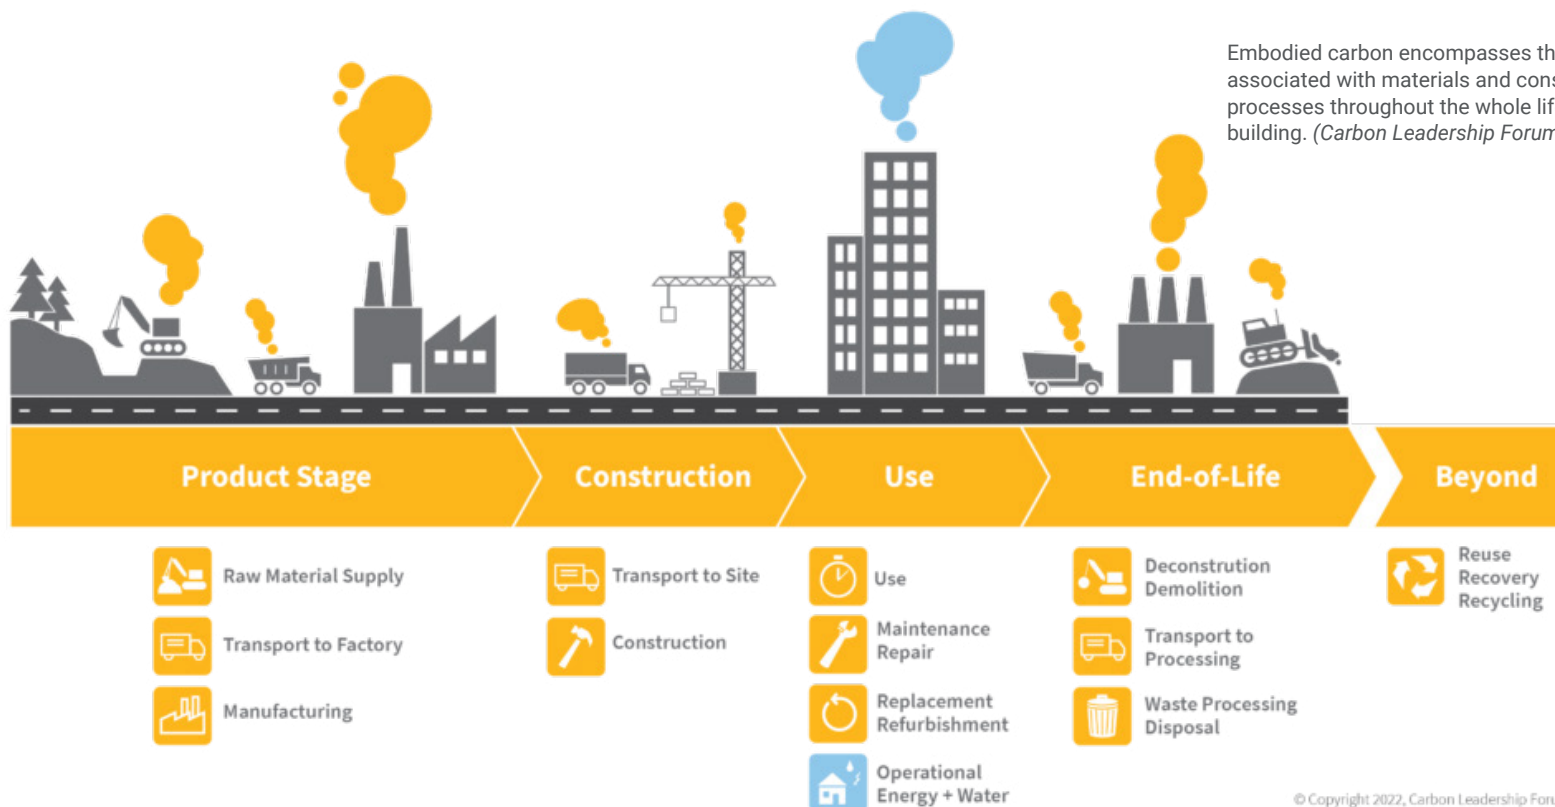 Embodied carbon encompasses th
associated with materials and cons
processes throughout the whole lif
building. (Carbon Leadership Forum
Product Stage
Construction
Use
End-of-Life
Beyond
Raw Material Supply
Transport to Factory
Manufacturing
Transport to Site
Construction
Use
Maintenance
Repair
Replacement
Refurbishment
Operational
Energy + Water
Deconstrution
Demolition
Transport to
Processing
Waste Processing
Disposal
Reuse
Recovery
Recycling
© Copyright 2022, Carbon Leadership Foru